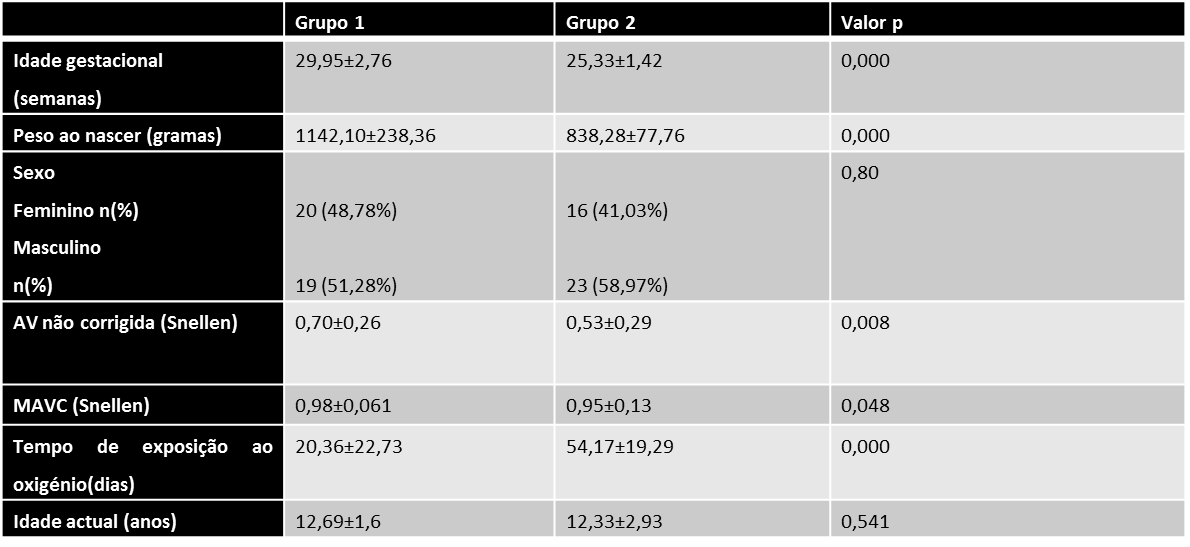 Grupo 1 Grupo 2 Valor p
Idade gestacional 29,95±2,76 25,33±1,42 0,000
(semanas)
Peso ao nascer (gramas) 1142,10±238,36 838,28±77,76 0,000
Sexo 0,80
Feminino n(%) 20 (48,78%) 16 (41,03%)
Masculino
n(%) 19 (51,28%) 23 (58,97%)
AV não corrigida (Snellen) 0,70±0,26 0,53±0,29 0,008
MAVC (Snellen) 0,98±0,061 0,95±0,13 0,048
Tempo de exposição ao 20,36±22,73 54,17±19,29 0,000
oxigénio(dias)
Idade actual (anos) 12,69±1,6 12,33±2,93 0,541